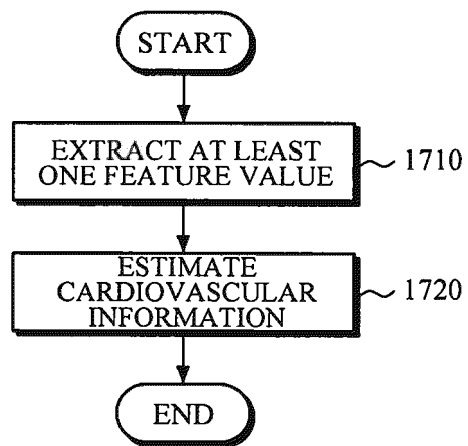 START
EXTRACT AT LEAST
ONE FEATURE VALUE
1710
ESTIMATE
CARDIOVASCULAR
INFORMATION
1720
END